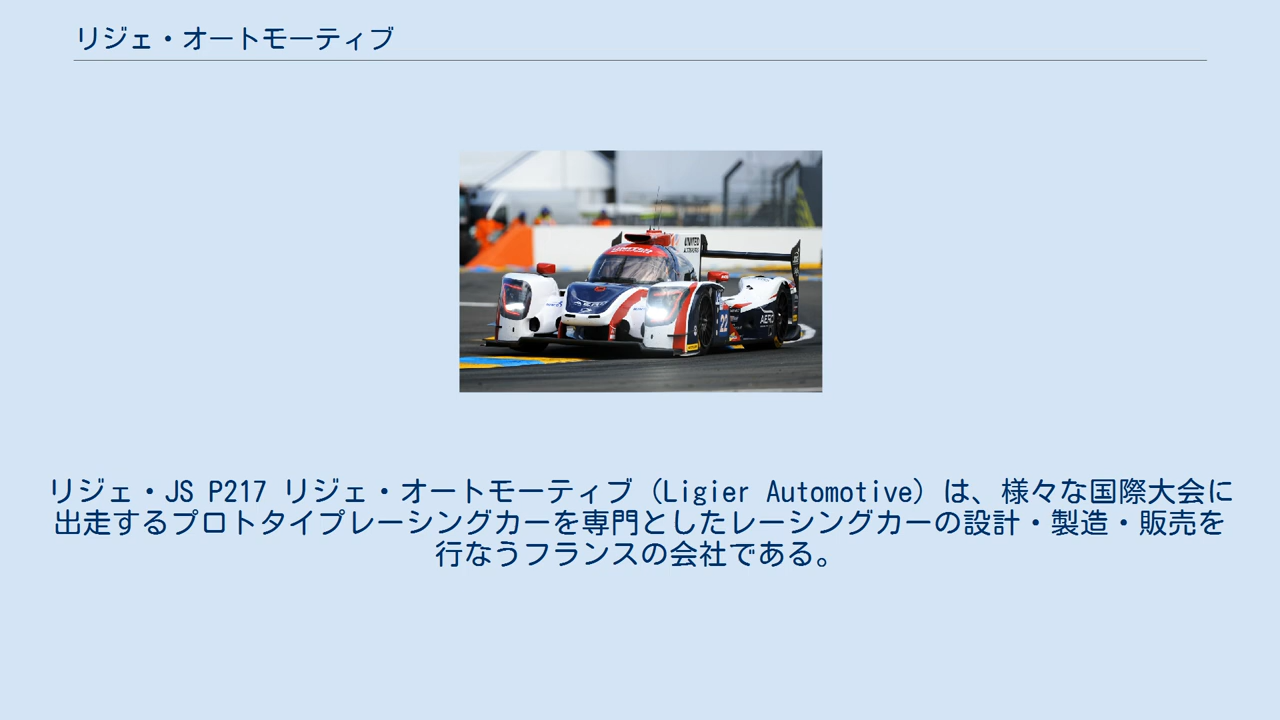 リジェ・オートモーティブ
UNITED
AERO
22
AERO
リジェ・JS P217 リジェ・オートモーティブ（Ligier Automotive）は、様々な国際大会に
出走するプロトタイプレーシングカーを専門としたレーシングカーの設計・製造・販売を
行なうフランスの会社である。